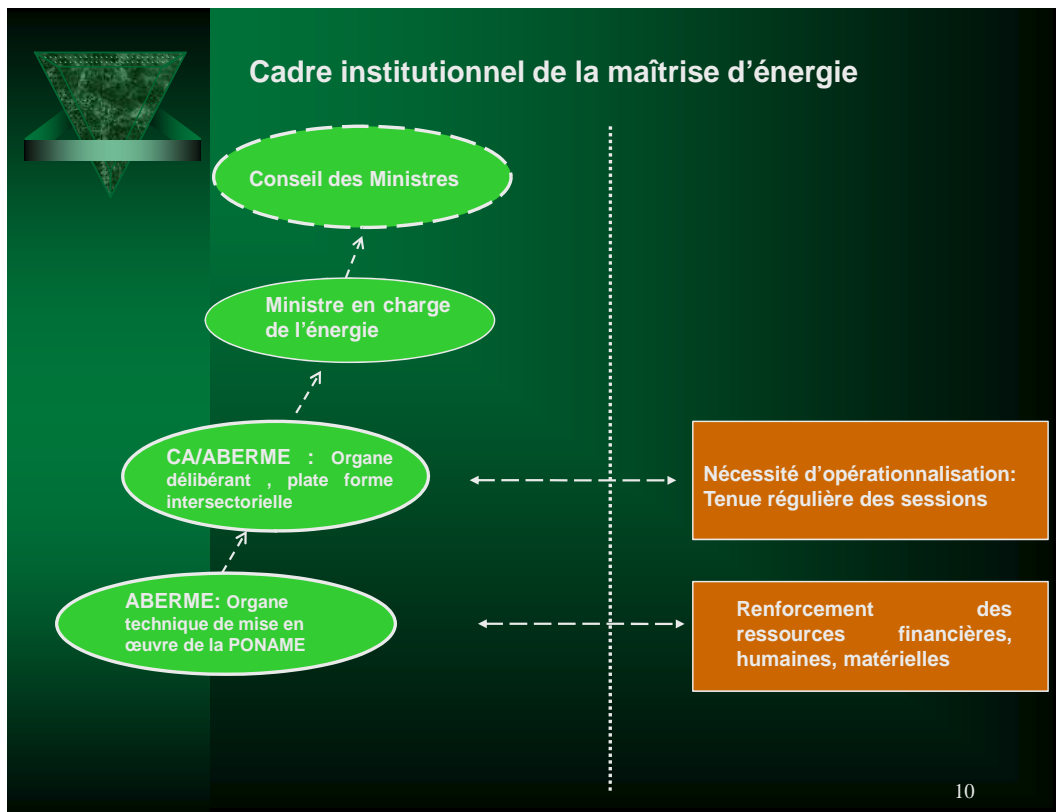 Cadre institutionnel de la maîtrise d’énergie
Conseil des Ministres
Ministre en charge
de l’énergie
CA/ABERME : Organe
délibérant , plate forme
intersectorielle
Nécessité d’opérationnalisation:
Tenue régulière des sessions
ABERME: Organe
technique de mise en
œuvre de la PONAME
Renforcement des
ressources financières,
humaines, matérielles
10